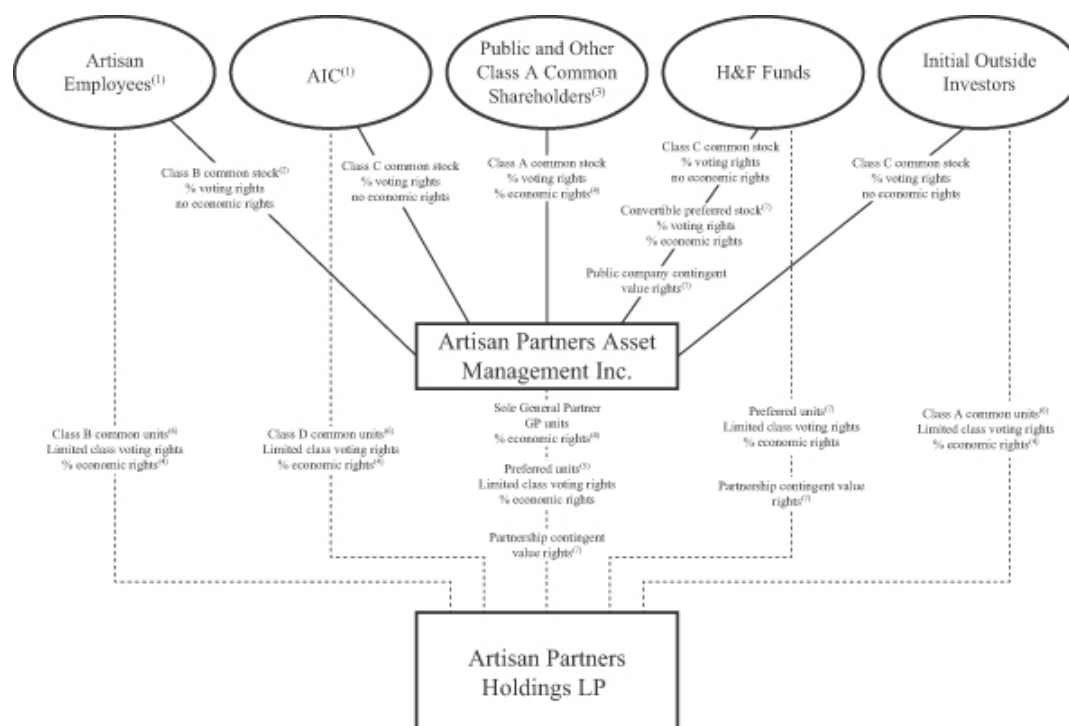 Artisan
Employees(1)
AIC(1)
Public and Other
Class A Common
Shareholders(3)
H&F Funds
Initial Outside
Investors
Class B common stock(2)
% voting rights
no economic rights
Class C common stock
% voting rights
no economic rights
Class A common stock
% voting rights
% economic rights(4)
Class C common stock
% voting rights
no economic rights
Convertible preferred stock(7)
% voting rights
% economic rights
Public company contingent
value rights(7)
Class C common stock
% voting rights
no economic rights
Artisan Partners Asset
Management Inc.
Class B common units(6)
Limited class voting rights
% economic rights(4)
Class D common units(6)
Limited class voting rights
% economic rights(4)
Sole General Partner
GP units
% economic rights(4)
Preferred units(5)
Limited class voting rights
% economic rights
Partnership contingent
value rights(7)
Preferred units(7)
Limited class voting rights
% economic rights
Partnership contingent value
rights(7)
Class A common units(6)
Limited class voting rights
% economic rights(4)
Artisan Partners
Holdings LP